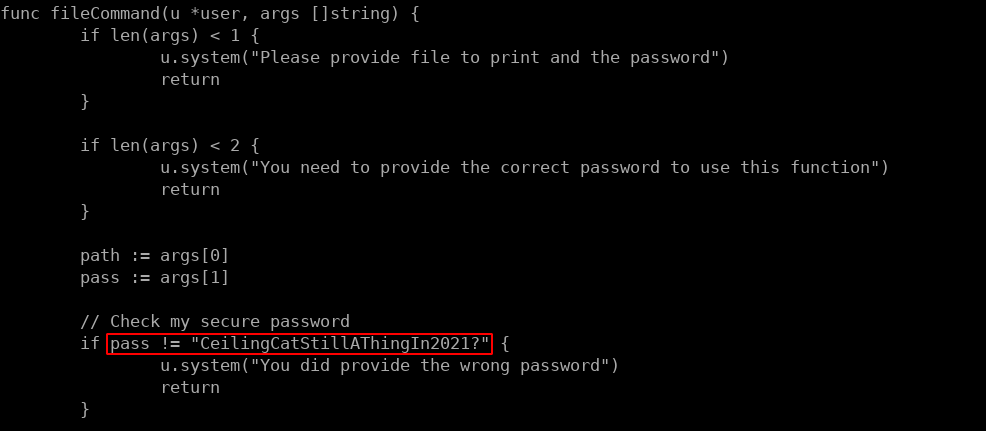 func fileCommand(u *user, args []string) {
        if len(args) < 1 {
                u.system("Please provide file to print and the password")
                return
        }

        if len(args) < 2 {
                u.system("You need to provide the correct password to use this function")
                return
        }

        path := args[0]
        pass := args[1]

        // Check my secure password
        if pass != "CeilingCatStillAThingIn2021?" {
                u.system("You did provide the wrong password")
                return
        }